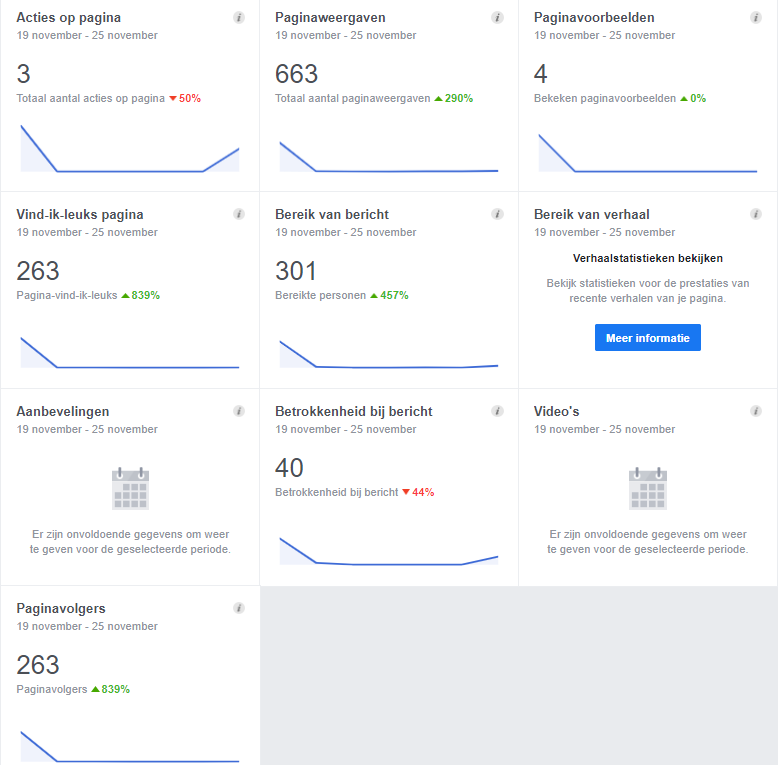 Acties op pagina
19 november - 25 november
3
Totaal aantal acties op pagina 50%
Paginaweergaven
19 november - 25 november
663
Totaal aantal paginaweergaven 290%
Paginavoorbeelden
19 november - 25 november
4
Bekeken paginavoorbeelden 0%
Vind-ik-leuks pagina
19 november - 25 november
263
Pagina-vind-ik-leuks 839%
Bereik van bericht
19 november - 25 november
301
Bereikte personen 457%
Bereik van verhaal
19 november - 25 november
Verhaalstatistieken bekijken
Bekijk statistieken voor de prestaties van
recente verhalen van je pagina.
Meer informatie
Aanbevelingen
19 november - 25 november
Er zijn onvoldoende gegevens om weer
te geven voor de geselecteerde periode.
Betrokkenheid bij bericht
19 november - 25 november
40
Betrokkenheid bij bericht 44%
Video's
19 november - 25 november
Er zijn onvoldoende gegevens om weer
te geven voor de geselecteerde periode.
Paginavolgers
19 november - 25 november
263
Paginavolgers 839%